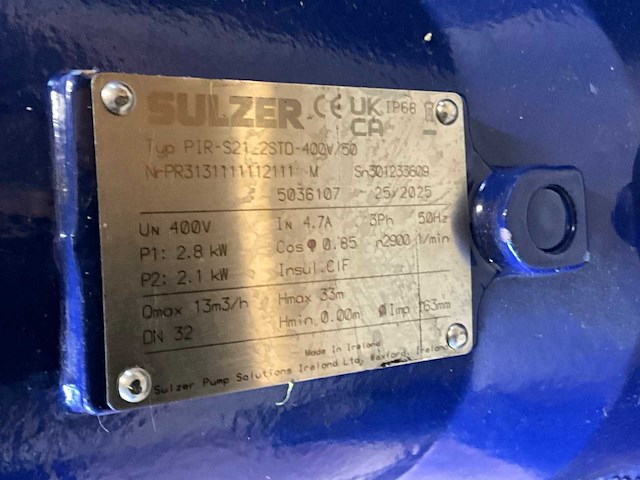 SULZER CE UK CA IP68
Typ PIR-S21-2STD-400V/50
Nr PR3131111112111 M Sn301233609
5036107 25/2025
UN 400V IN 4.7A 3Ph 50Hz
P1: 2.8 kW Cos φ 0.85 n2900 1/min
P2: 2.1 kW Insul.ClF
Qmax 13m3/h Hmax 33m
DN 32 Hmin 0.00m ø Imp 163mm
Made In Ireland
Sulzer Pump Solutions Ireland Ltd, Wexford, Ireland